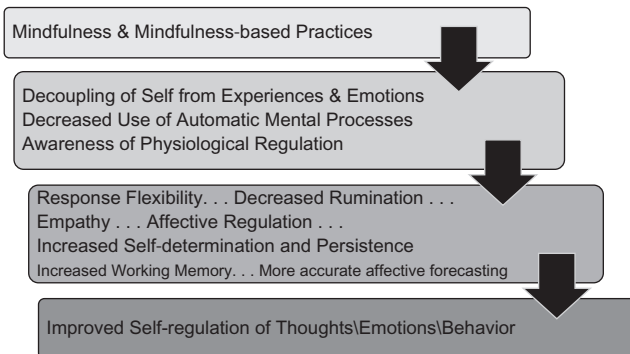 Mindfulness & Mindfulness-based Practices
Decoupling of Self from Experiences & Emotions
Decreased Use of Automatic Mental Processes
Awareness of Physiological Regulation
Response Flexibility. . . Decreased Rumination . . .
Empathy . . . Affective Regulation . . .
Increased Self-determination and Persistence
Increased Working Memory. . . More accurate affective forecasting
Improved Self-regulation of Thoughts\Emotions\Behavior